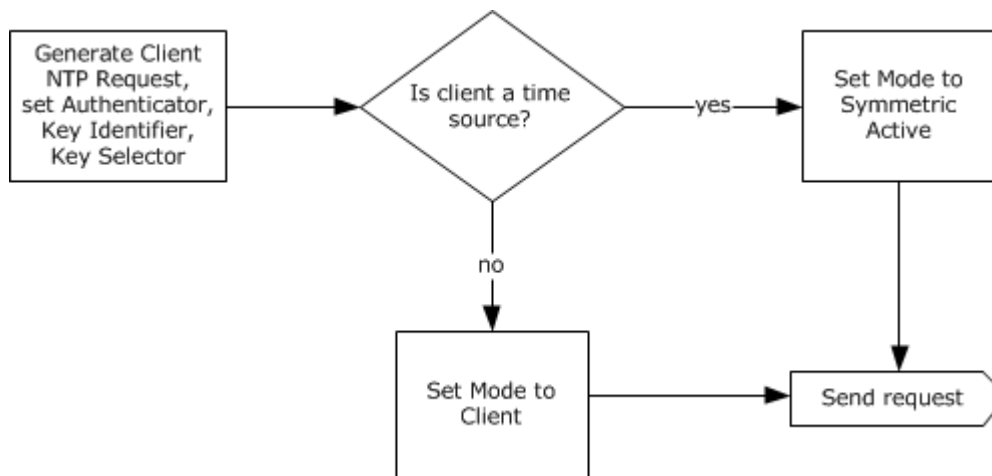 Generate Client
NTP Request,
set Authenticator,
Key Identifier,
Key Selector
Is client a time
source?
yes
Set Mode to
Symmetric
Active
no
Set Mode to
Client
Send request